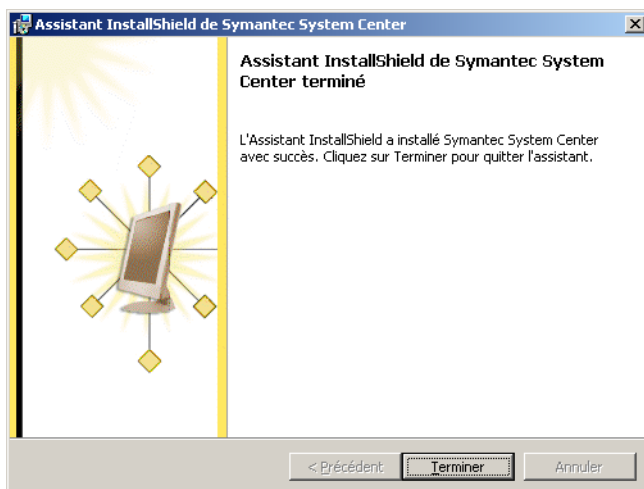 Assistant InstallShield de Symantec System Center
Assistant InstallShield de Symantec System
Center terminé
L'Assistant InstallShield a installé Symantec System Center
avec succès. Cliquez sur Terminer pour quitter l'assistant.
< Précédent
Terminer
Annuler